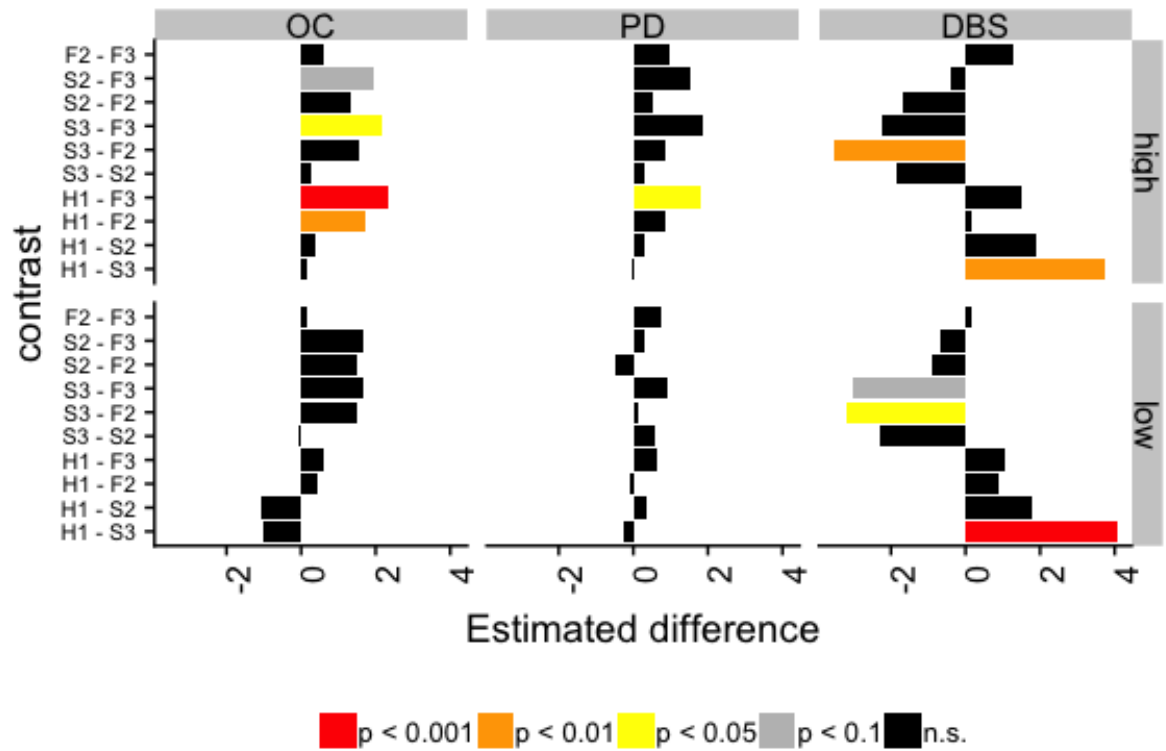 OC PD DBS
F2 - F3
S2 - F3
S2 - F2
S3 - F3
S3 - F2
S3 - S2
H1 - F3
H1 - F2
H1 - S2
H1 - S3
high
contrast
F2 - F3
S2 - F3
S2 - F2
S3 - F3
S3 - F2
S3 - S2
H1 - F3
H1 - F2
H1 - S2
H1 - S3
low
-2 0 2 4 -2 0 2 4 -2 0 2 4
Estimated difference
p < 0.001 p < 0.01 p < 0.05 p < 0.1 n.s.